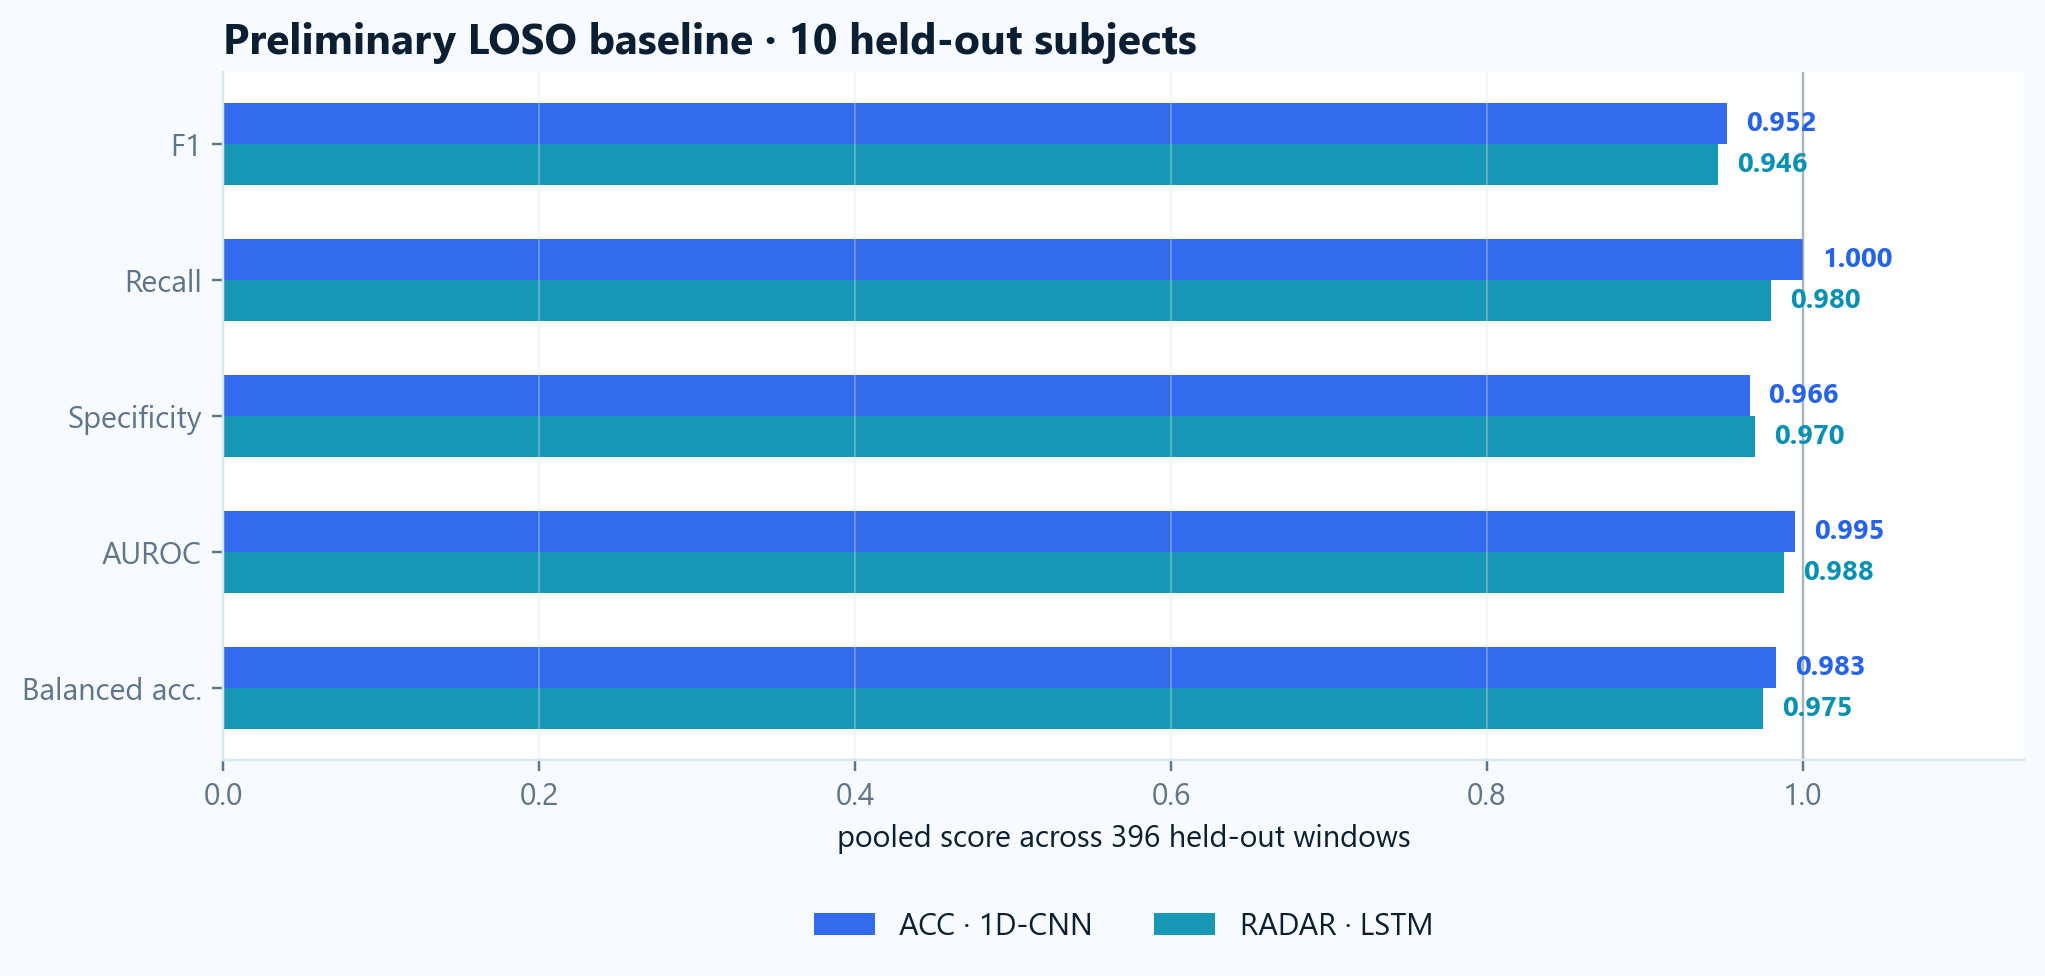 Preliminary LOSO baseline · 10 held-out subjects
F1
0.952
0.946
Recall
1.000
0.980
Specificity
0.966
0.970
AUROC
0.995
0.988
Balanced acc.
0.983
0.975
0.0 0.2 0.4 0.6 0.8 1.0
pooled score across 396 held-out windows
ACC · 1D-CNN RADAR · LSTM